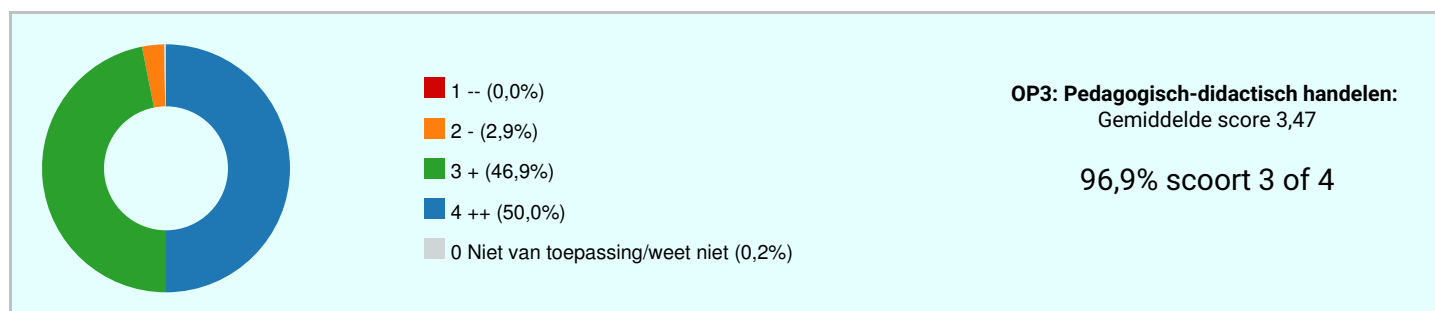 1 -- (0,0%)
2 - (2,9%)
3 + (46,9%)
4 ++ (50,0%)
0 Niet van toepassing/weet niet (0,2%)
OP3: Pedagogisch-didactisch handelen:
Gemiddelde score 3,47
96,9% scoort 3 of 4